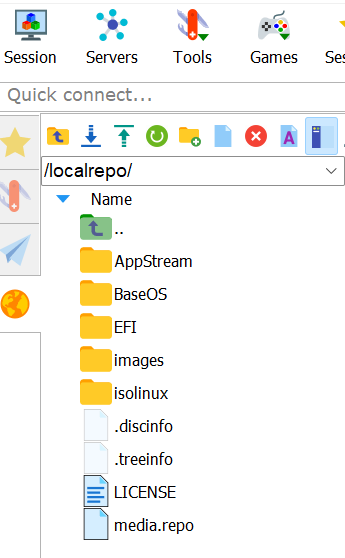 Session Servers Tools Games Ses
Quick connect...
/localrepo/
Name
..
AppStream
BaseOS
EFI
images
isolinux
.discinfo
.treeinfo
LICENSE
media.repo